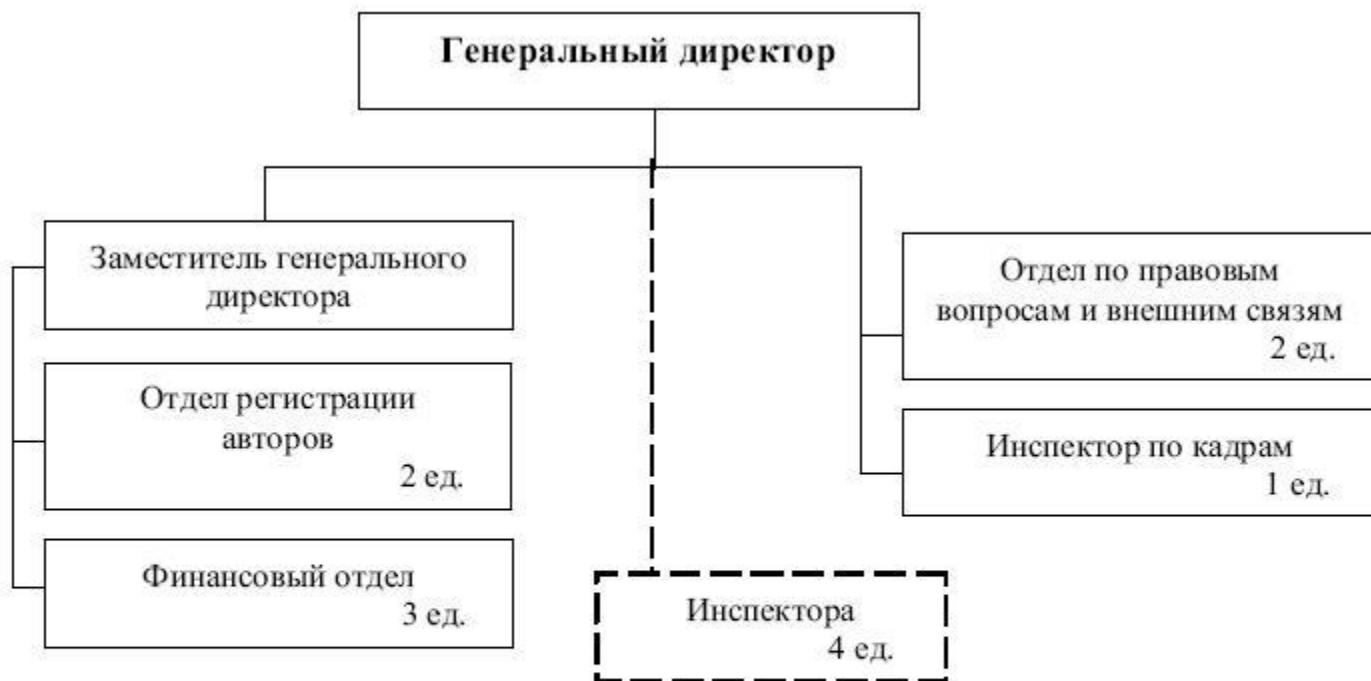 Генеральный директор
Заместитель генерального
директора
Отдел регистрации
авторов
2 ед.
Финансовый отдел
3 ед.
Инспектора
4 ед.
Отдел по правовым
вопросам и внешним связям
2 ед.
Инспектор по кадрам
1 ед.